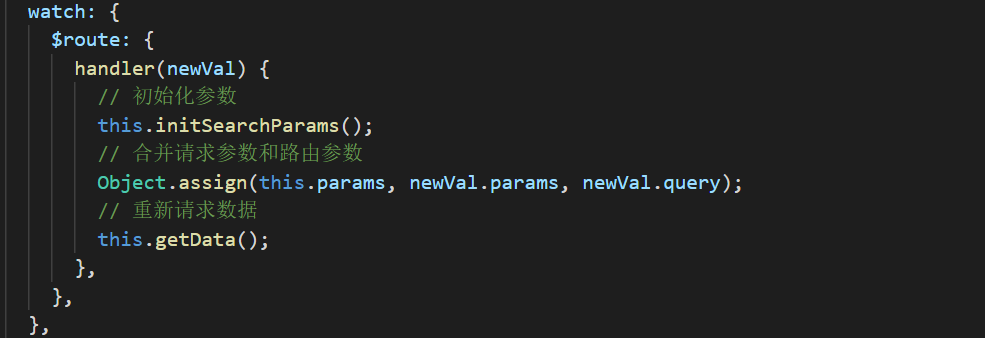 watch: {
$route: {
handler(newVal) {
// 初始化参数
this.initSearchParams();
// 合并请求参数和路由参数
Object.assign(this.params, newVal.params, newVal.query);
// 重新请求数据
this.getData();
},
},
},